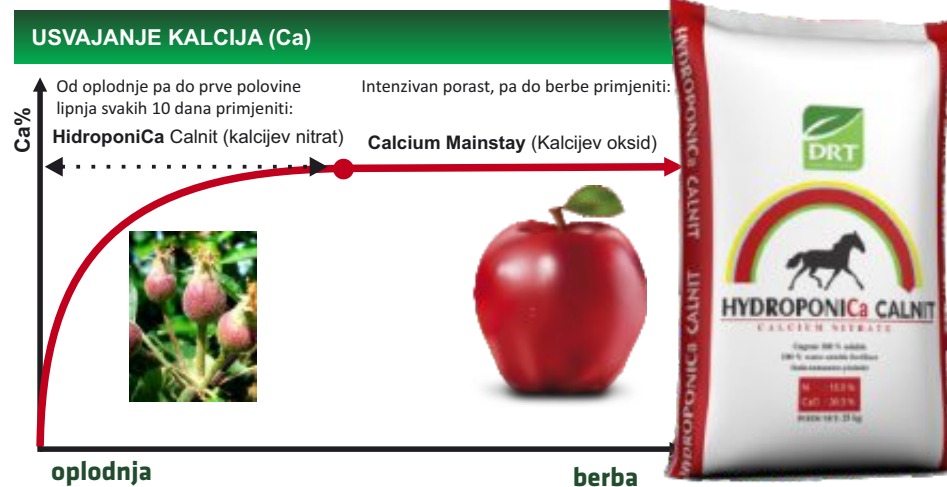 USVAJANJE KALCIJA (Ca)
Od oplodnje pa do prve polovine
lipnja svakih 10 dana primjeniti:
HidroponiCa Calnit (kalcijev nitrat)
Intenzivan porast, pa do berbe primjeniti:
Calcium Mainstay (Kalcijev oksid)
Ca%
oplodnja
berba
HYDROPONICa CALNIT
HYDROPONICa CALNIT
DRT
HYDROPONICa CALNIT
CALCIUM NITRATE